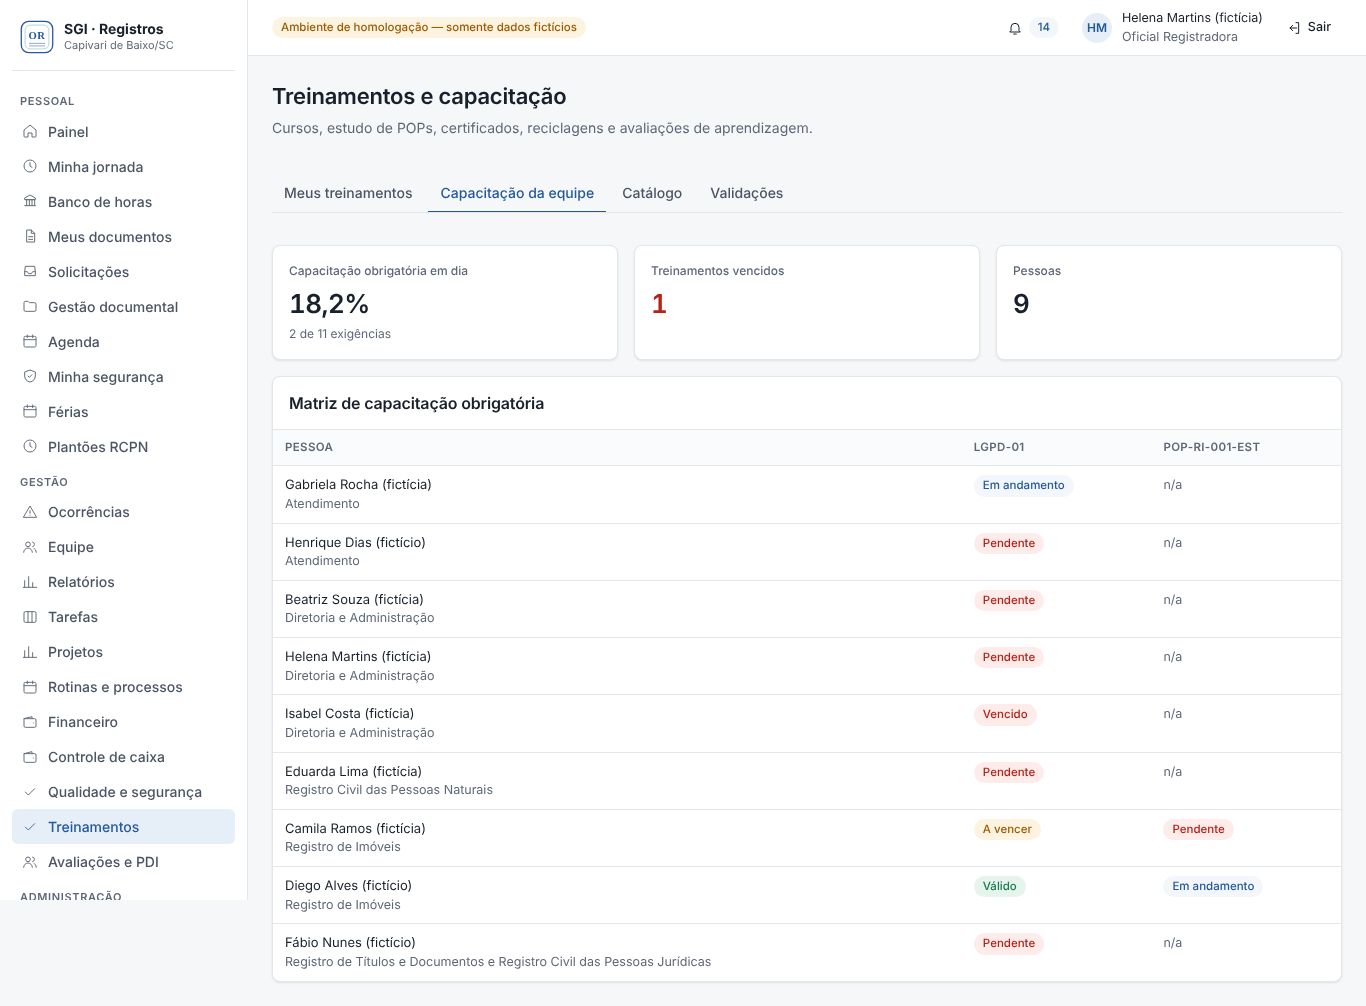 OR
SGI · Registros
Capivari de Baixo/SC
PESSOAL
Painel
Minha jornada
Banco de horas
Meus documentos
Solicitações
Gestão documental
Agenda
Minha segurança
Férias
Plantões RCPN
GESTÃO
Ocorrências
Equipe
Relatórios
Tarefas
Projetos
Rotinas e processos
Financeiro
Controle de caixa
Qualidade e segurança
Treinamentos
Avaliações e PDI
ADMINISTRAÇÃO
Ambiente de homologação — somente dados fictícios
14
HM
Helena Martins (fictícia)
Oficial Registradora
Sair
Treinamentos e capacitação
Cursos, estudo de POPs, certificados, reciclagens e avaliações de aprendizagem.
Meus treinamentos Capacitação da equipe Catálogo Validações
Capacitação obrigatória em dia
18,2%
2 de 11 exigências
Treinamentos vencidos
1
Pessoas
9
Matriz de capacitação obrigatória
PESSOA LGPD-01 POP-RI-001-EST
Gabriela Rocha (fictícia) Em andamento n/a
Atendimento
Henrique Dias (fictício) Pendente n/a
Atendimento
Beatriz Souza (fictícia) Pendente n/a
Diretoria e Administração
Helena Martins (fictícia) Pendente n/a
Diretoria e Administração
Isabel Costa (fictícia) Vencido n/a
Diretoria e Administração
Eduarda Lima (fictícia) Pendente n/a
Registro Civil das Pessoas Naturais
Camila Ramos (fictícia) A vencer Pendente
Registro de Imóveis
Diego Alves (fictício) Válido Em andamento
Registro de Imóveis
Fábio Nunes (fictício) Pendente n/a
Registro de Títulos e Documentos e Registro Civil das Pessoas Jurídicas